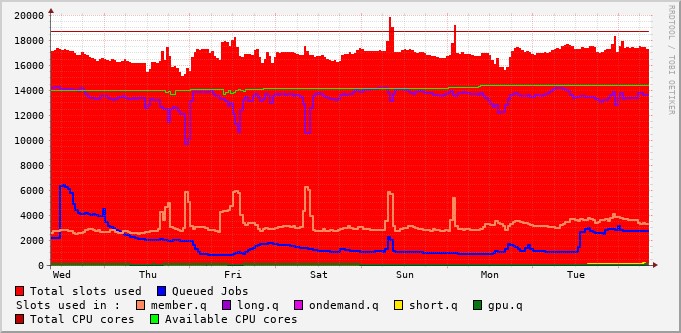 RRDTOOL / TOBI OETIKER
20000
18000
16000
14000
12000
10000
8000
6000
4000
2000
0
Wed Thu Fri Sat Sun Mon Tue
Total slots used Queued Jobs
Slots used in : member.q long.q ondemand.q short.q gpu.q
Total CPU cores Available CPU cores